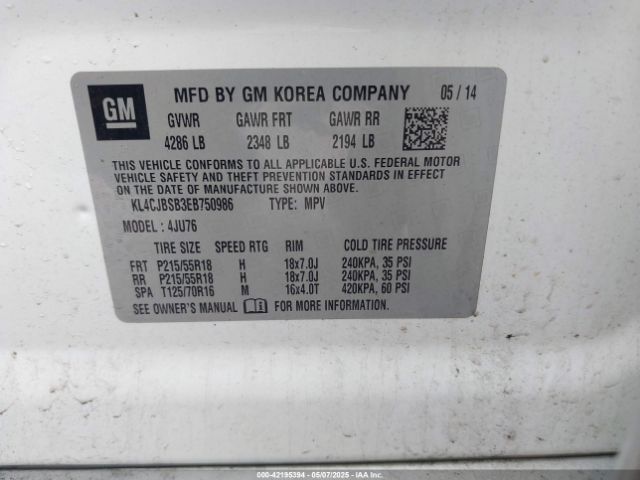 GM
MFD BY GM KOREA COMPANY 05 / 14
GVWR GAWR FRT GAWR RR
4286 LB 2348 LB 2194 LB
THIS VEHICLE CONFORMS TO ALL APPLICABLE U.S. FEDERAL MOTOR
VEHICLE SAFETY AND THEFT PREVENTION STANDARDS IN
EFFECT ON THE DATE OF MANUFACTURE SHOWN ABOVE.
KL4CJBSB3EB750986 TYPE: MPV
MODEL : 4JU76
TIRE SIZE SPEED RTG RIM COLD TIRE PRESSURE
FRT P215/55R18 H 18x7.0J 240KPA, 35 PSI
RR P215/55R18 H 18x7.0J 240KPA, 35 PSI
SPA T125/70R16 M 16x4.0T 420KPA, 60 PSI
SEE OWNER'S MANUAL FOR MORE INFORMATION.
000-42195394 - 05/07/2025 - IAA Corp.